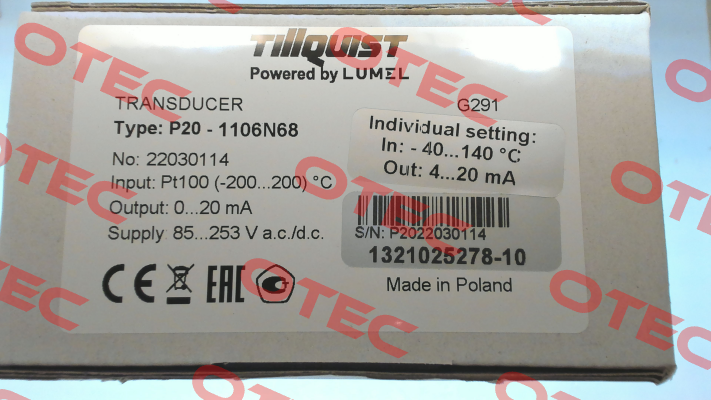 TILLQUIST
Powered by LUMEL
TRANSDUCER
G291
Type: P20 - 1106N68
No: 22030114
Input: Pt100 (-200...200) °C
Output: 0...20 mA
Supply: 85...253 V a.c./d.c.
Individual setting:
In: - 40...140 °C
Out: 4...20 mA
S/N: P2022030114
1321025278-10
CE EAC
Made in Poland
OTEC
OTEC
OTEC
OTEC
OTEC
OTEC
OTEC
OTEC
OTEC